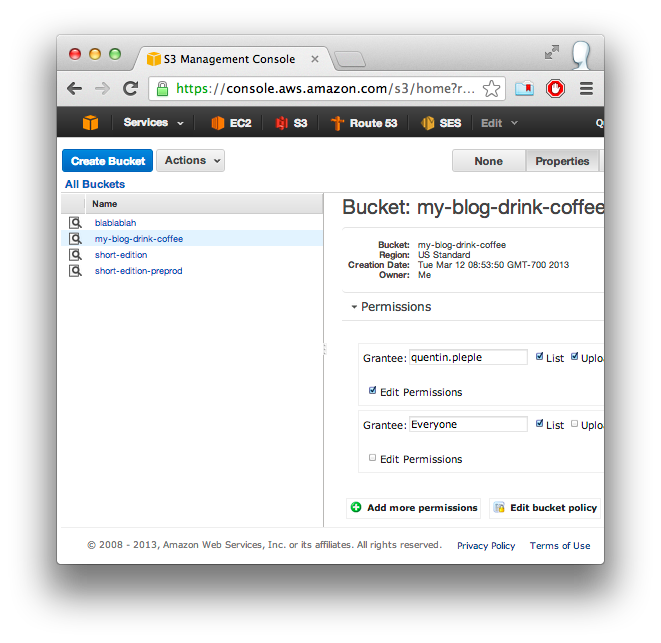 S3 Management Console
https://console.aws.amazon.com/s3/home?r...
Services EC2 S3 Route 53 SES Edit Q
Create Bucket Actions None Properties
All Buckets
Name
blablablah
my-blog-drink-coffee
short-edition
short-edition-preprod
Bucket: my-blog-drink-coffee
Bucket: my-blog-drink-coffee
Region: US Standard
Creation Date: Tue Mar 12 08:53:50 GMT-700 2013
Owner: Me
Permissions
Grantee: quentin.pleple List Uplo
Edit Permissions
Grantee: Everyone List Uplo
Edit Permissions
Add more permissions Edit bucket policy
© 2008 - 2013, Amazon Web Services, Inc. or its affiliates. All rights reserved. Privacy Policy Terms of Use